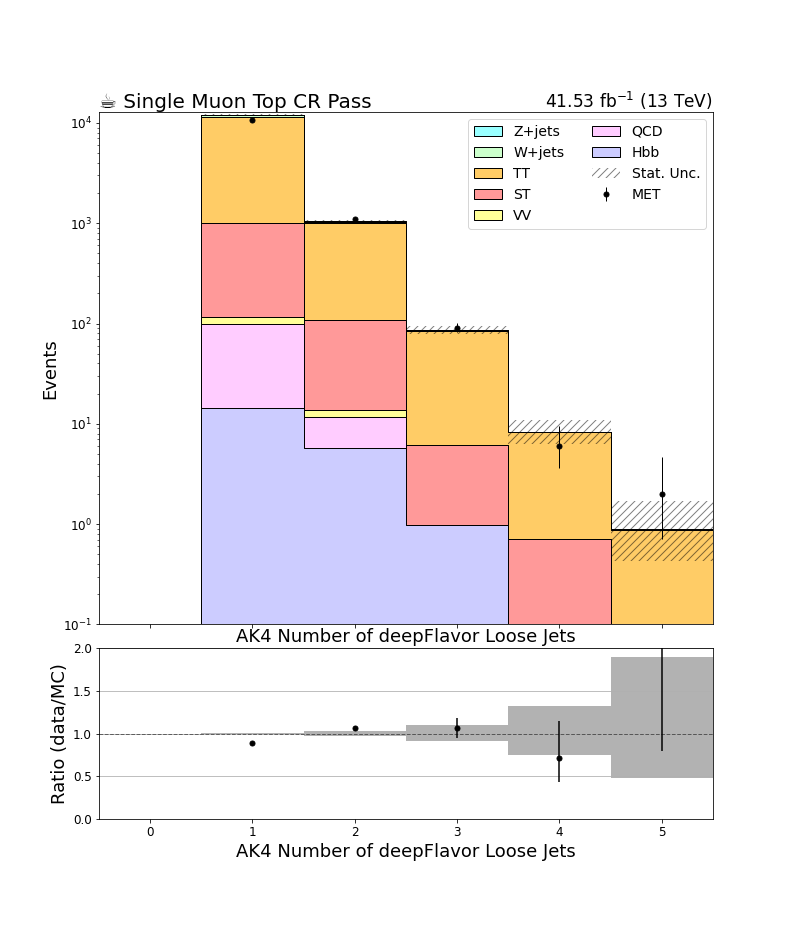 ☕ Single Muon Top CR Pass 41.53 fb⁻¹ (13 TeV)
Z+jets
W+jets
TT
ST
VV
QCD
Hbb
Stat. Unc.
MET
Events
10⁴
10³
10²
10¹
10⁰
10⁻¹
AK4 Number of deepFlavor Loose Jets
Ratio (data/MC)
2.0
1.5
1.0
0.5
0.0
0 1 2 3 4 5
AK4 Number of deepFlavor Loose Jets